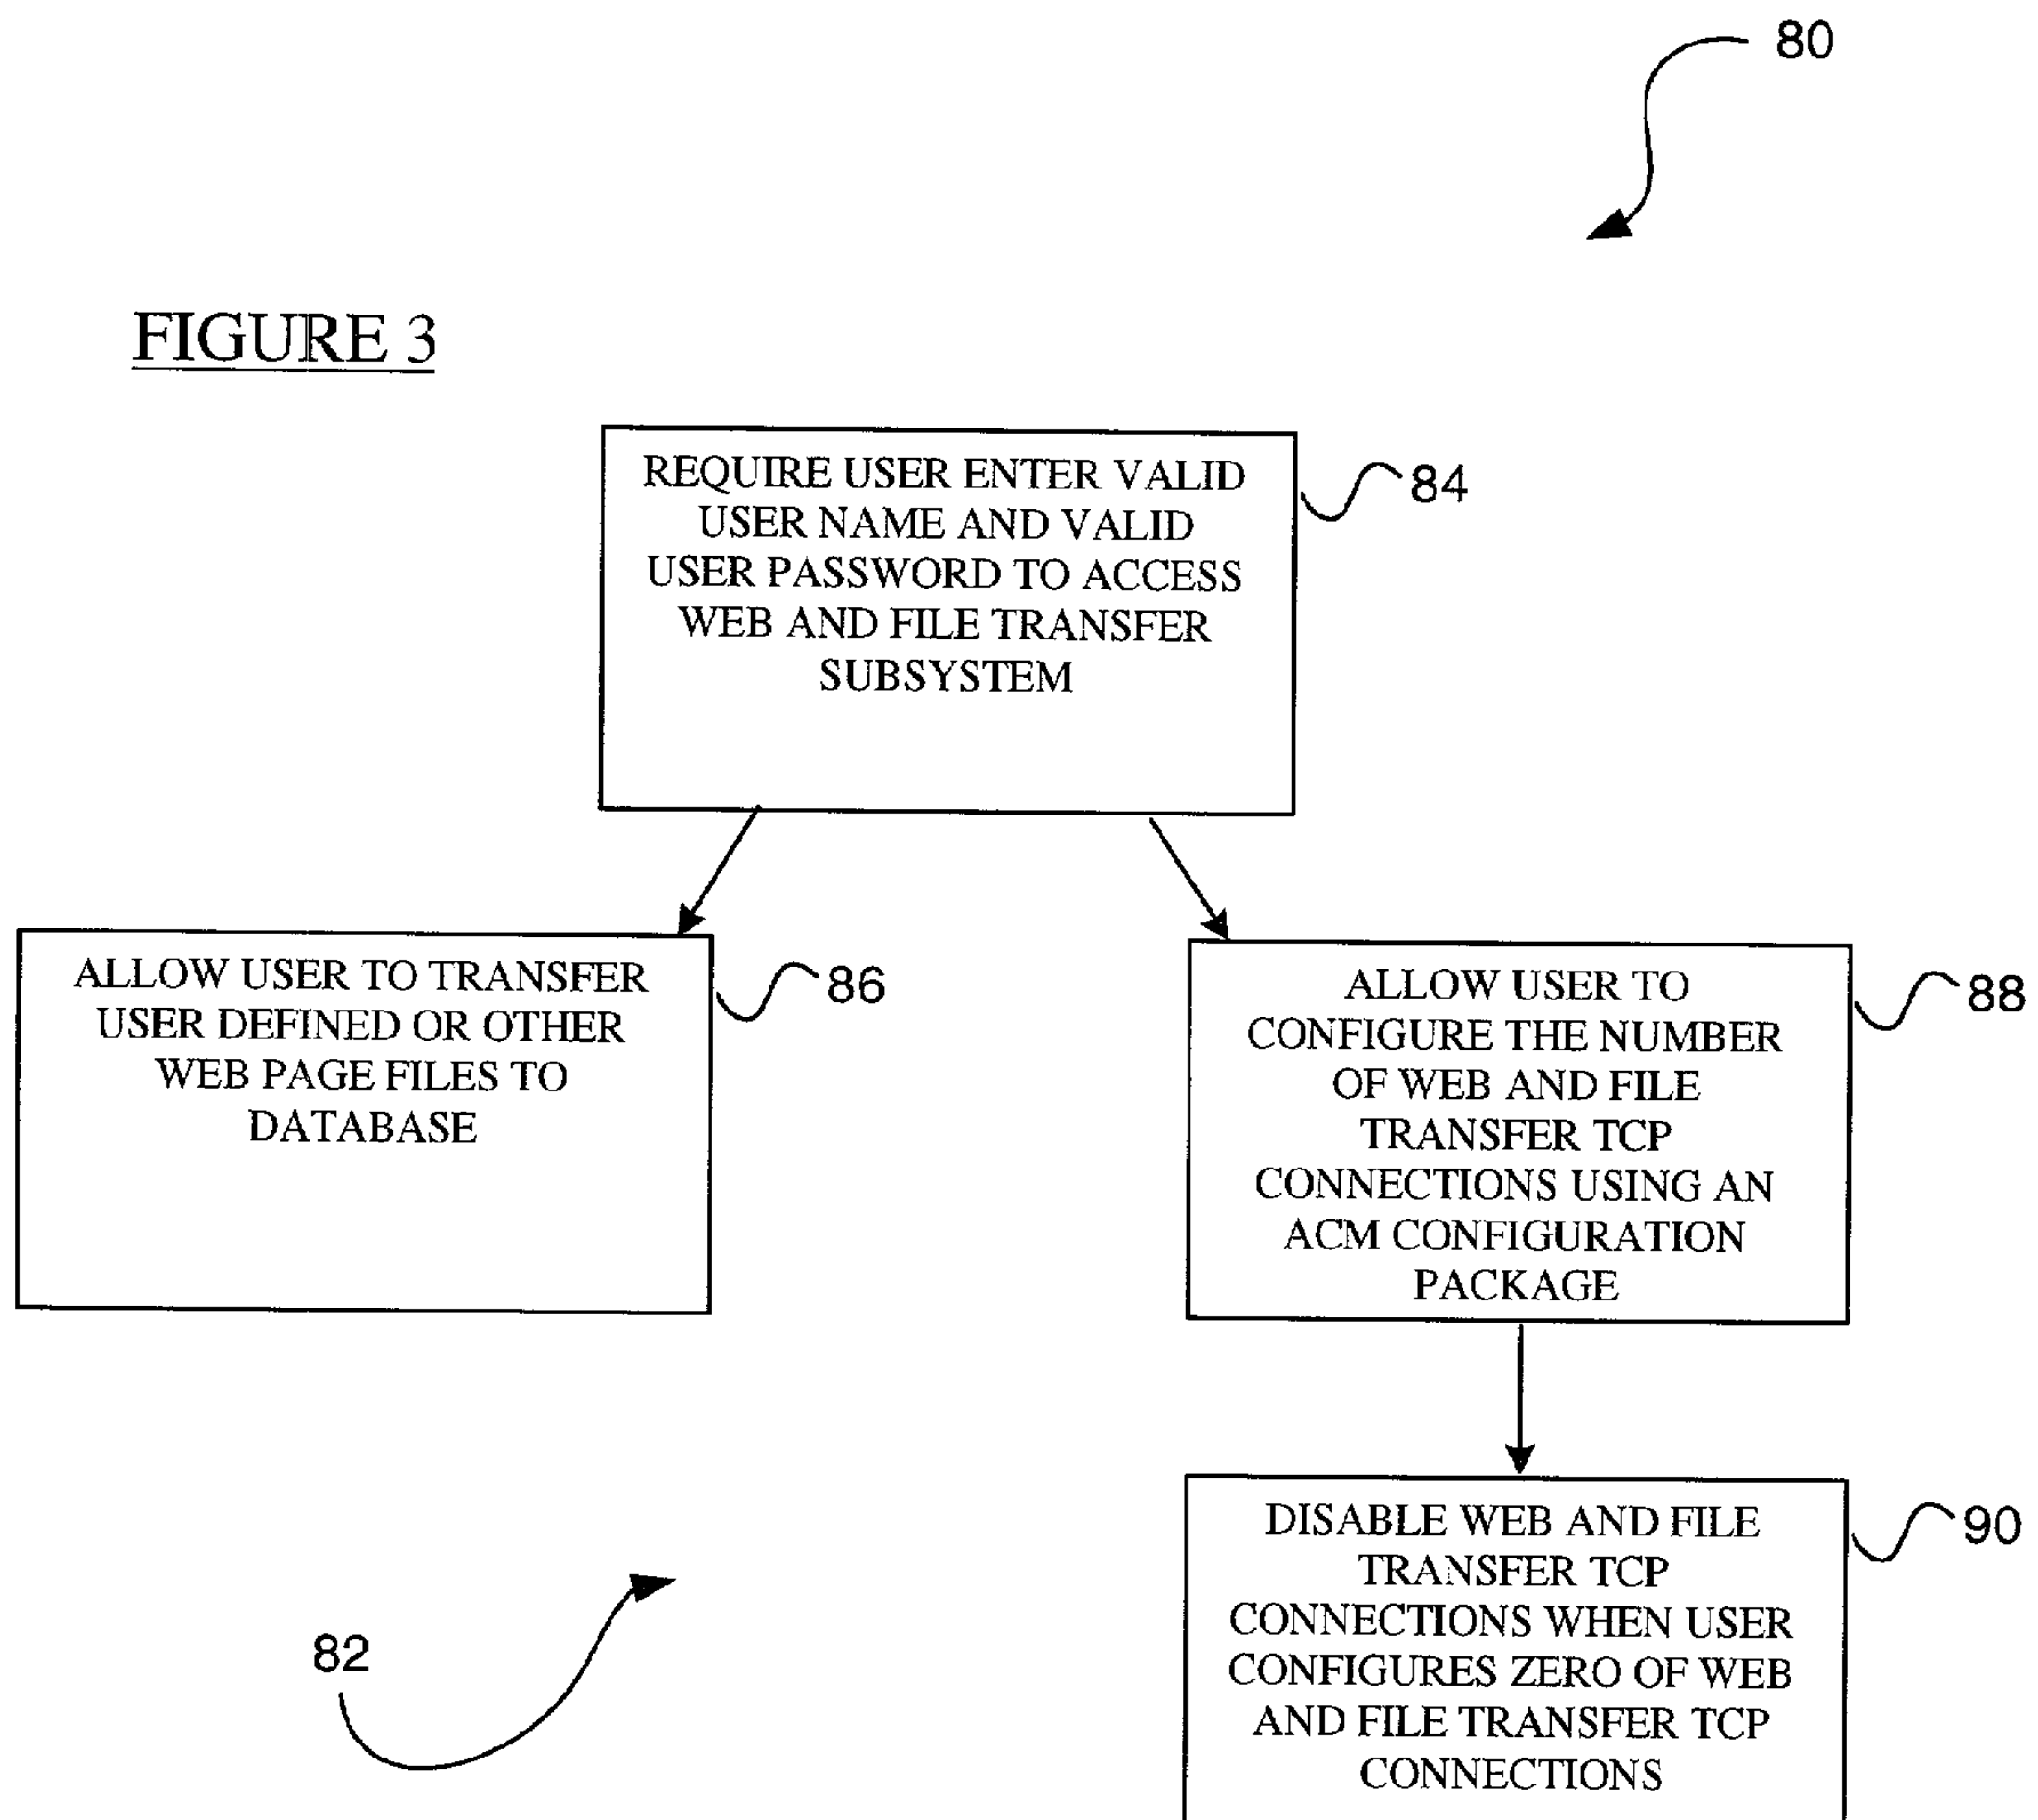 80
FIGURE 3
REQUIRE USER ENTER VALID
USER NAME AND VALID
USER PASSWORD TO ACCESS
WEB AND FILE TRANSFER
SUBSYSTEM
84
ALLOW USER TO TRANSFER
USER DEFINED OR OTHER
WEB PAGE FILES TO
DATABASE
86
ALLOW USER TO
CONFIGURE THE NUMBER
OF WEB AND FILE
TRANSFER TCP
CONNECTIONS USING AN
ACM CONFIGURATION
PACKAGE
88
DISABLE WEB AND FILE
TRANSFER TCP
CONNECTIONS WHEN USER
CONFIGURES ZERO OF WEB
AND FILE TRANSFER TCP
CONNECTIONS
90
82